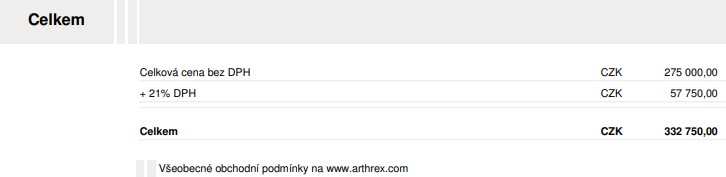 Celkem
Celková cena bez DPH CZK 275 000,00
+ 21% DPH CZK 57 750,00
Celkem CZK 332 750,00
Všeobecné obchodní podmínky na www.arthrex.com